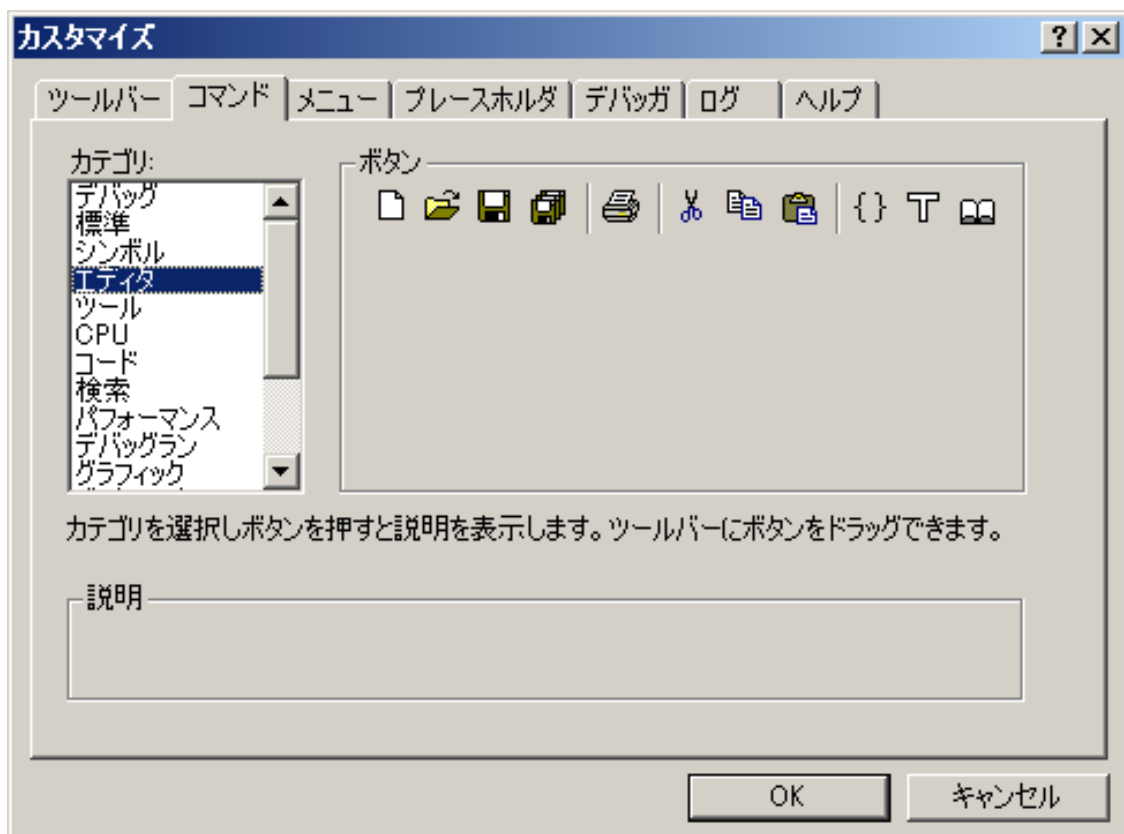 カスタマイズ
ツールバー コマンド メニュー プレースホルダ デバッガ ログ ヘルプ
カテゴリ:
デバッグ
標準
シンボル
エディタ
ツール
CPU
コード
検索
パフォーマンス
デバッグラン
グラフィック
ボタン
カテゴリを選択しボタンを押すと説明を表示します。ツールバーにボタンをドラッグできます。
説明
OK キャンセル